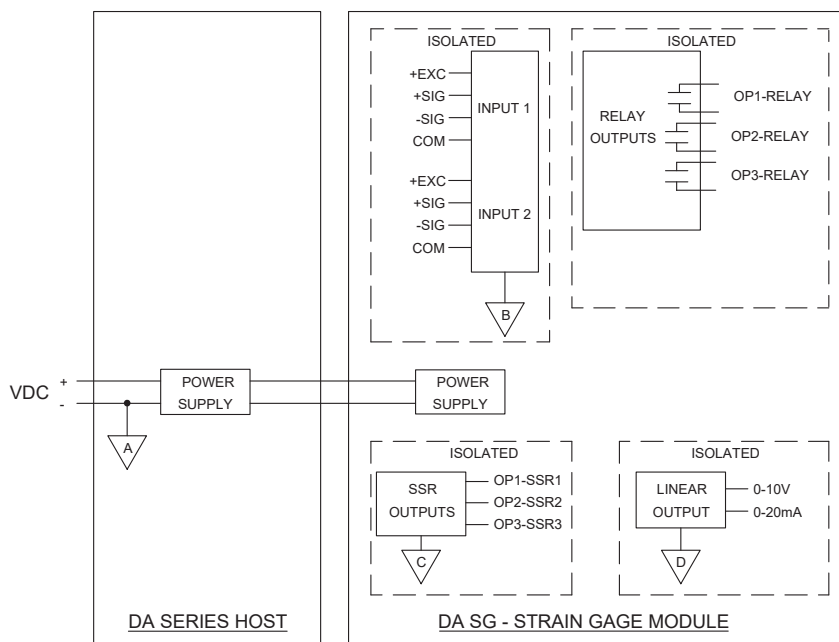 ISOLATED
+EXC
+SIG
-SIG
COM
INPUT 1
+EXC
+SIG
-SIG
COM
INPUT 2
B
ISOLATED
RELAY
OUTPUTS
OP1-RELAY
OP2-RELAY
OP3-RELAY
VDC
+
-
A
POWER
SUPPLY
POWER
SUPPLY
ISOLATED
SSR
OUTPUTS
OP1-SSR1
OP2-SSR2
OP3-SSR3
C
ISOLATED
LINEAR
OUTPUT
0-10V
0-20mA
D
DA SERIES HOST
DA SG - STRAIN GAGE MODULE